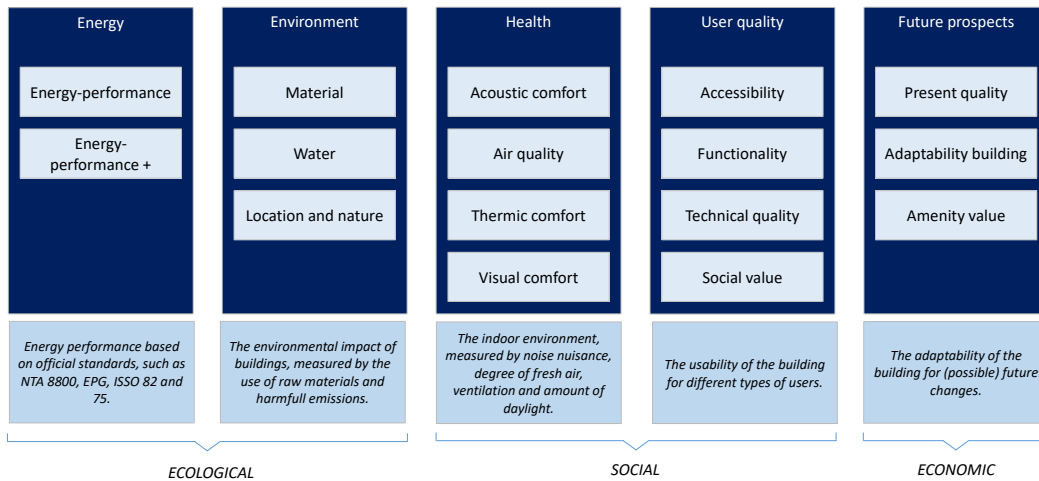 Energy
Energy-performance
Energy-
performance +
Energy performance based
on official standards, such as
NTA 8800, EPG, ISSO 82 and
75.
Environment
Material
Water
Location and nature
The environmental impact of
buildings, measured by the
use of raw materials and
harmfull emissions.
Health
Acoustic comfort
Air quality
Thermic comfort
Visual comfort
The indoor environment,
measured by noise nuisance,
degree of fresh air,
ventilation and amount of
daylight.
User quality
Accessibility
Functionality
Technical quality
Social value
The usability of the building
for different types of users.
Future prospects
Present quality
Adaptability building
Amenity value
The adaptability of the
building for (possible) future
changes.
ECOLOGICAL
SOCIAL
ECONOMIC